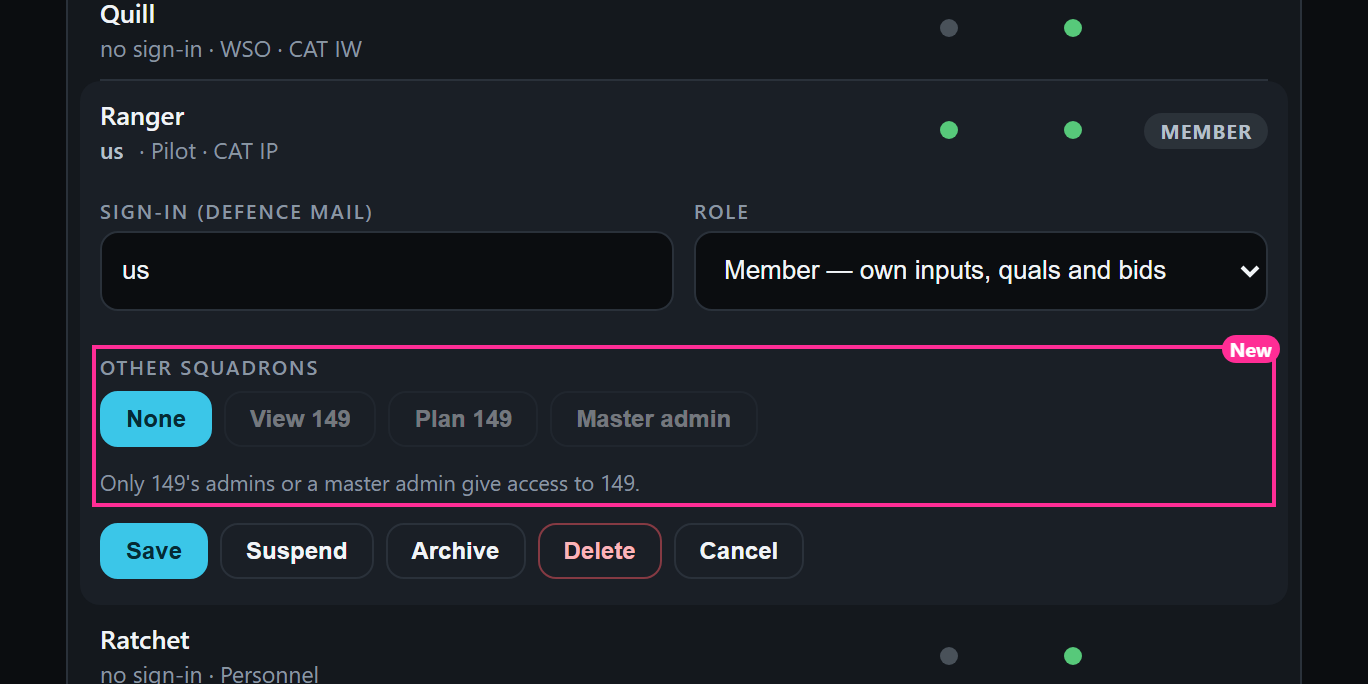 Quill
no sign-in · WSO · CAT IW
Ranger
us · Pilot · CAT IP
MEMBER
SIGN-IN (DEFENCE MAIL)
ROLE
us
Member — own inputs, quals and bids
New
OTHER SQUADRONS
None
View 149
Plan 149
Master admin
Only 149's admins or a master admin give access to 149.
Save
Suspend
Archive
Delete
Cancel
Ratchet
no sign-in · Personnel